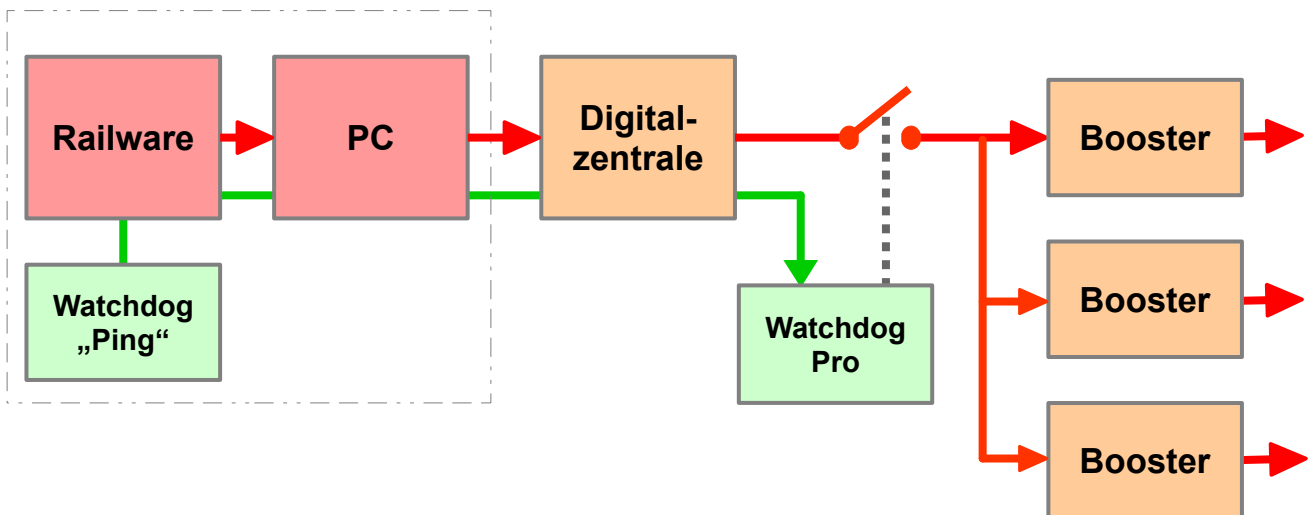 Railware
PC
Digital-
zentrale
Booster
Watchdog
„Ping“
Watchdog
Pro
Booster
Booster